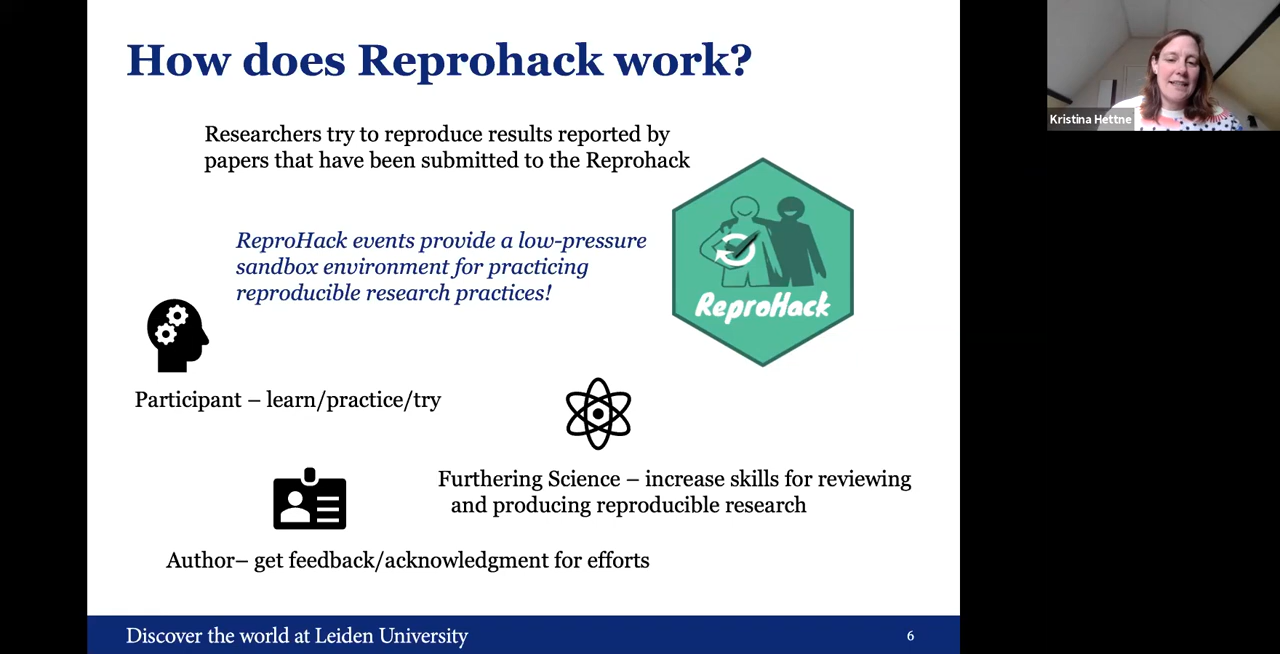 How does Reprohack work?
Kristina Hettne
Researchers try to reproduce results reported by
papers that have been submitted to the Reprohack
ReproHack events provide a low-pressure
sandbox environment for practicing
reproducible research practices!
ReproHack
Participant – learn/practice/try
Furthering Science – increase skills for reviewing
and producing reproducible research
Author– get feedback/acknowledgment for efforts
Discover the world at Leiden University
6